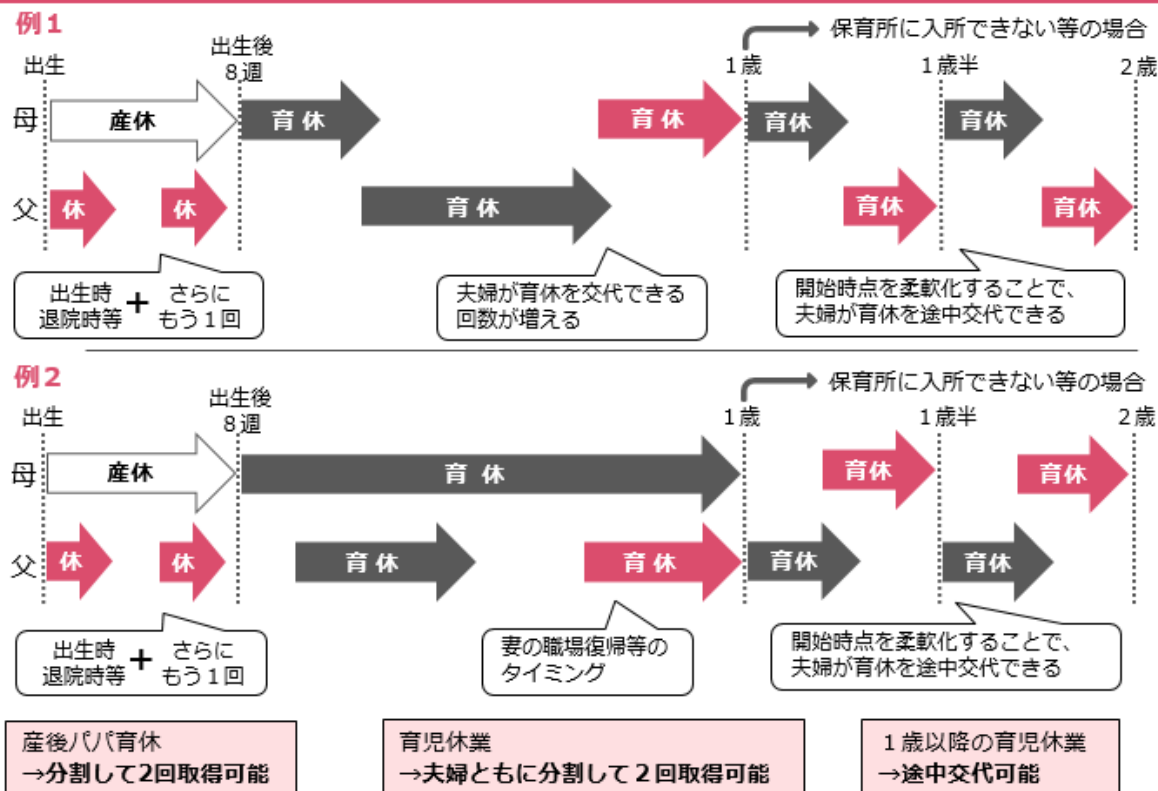 例１
保育所に入所できない等の場合
出生
出生後
８週
１歳
１歳半
２歳
母
産休
育休
育休
育休
育休
父
休
休
育休
育休
育休
出生時
退院時等
＋
さらに
もう１回
夫婦が育休を交代できる
回数が増える
開始時点を柔軟化することで、
夫婦が育休を途中交代できる
例２
保育所に入所できない等の場合
出生
出生後
８週
１歳
１歳半
２歳
母
産休
育休
育休
育休
父
休
休
育休
育休
育休
育休
出生時
退院時等
＋
さらに
もう１回
妻の職場復帰等の
タイミング
開始時点を柔軟化することで、
夫婦が育休を途中交代できる
産後パパ育休
→分割して2回取得可能
育児休業
→夫婦ともに分割して２回取得可能
１歳以降の育児休業
→途中交代可能